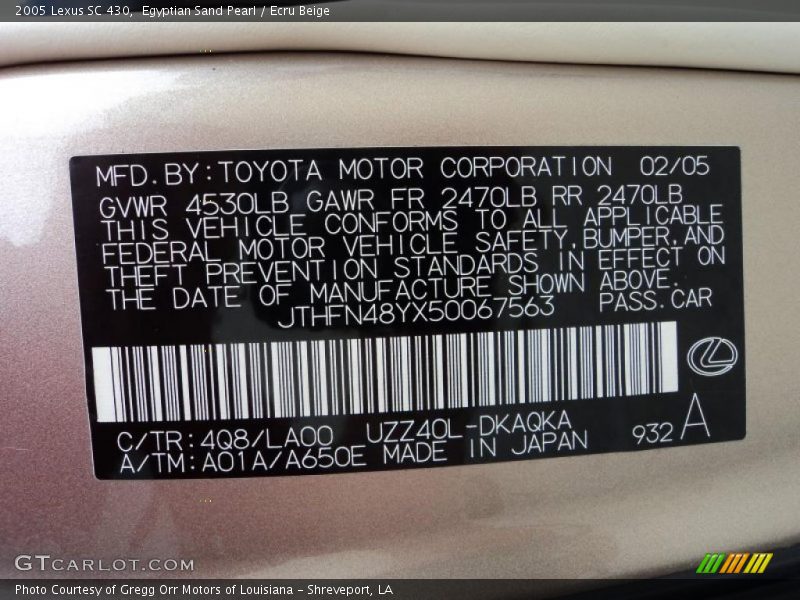 2005 Lexus SC 430, Egyptian Sand Pearl / Ecru Beige
MFD.BY:TOYOTA MOTOR CORPORATION 02/05
GVWR 4530LB GAWR FR 2470LB RR 2470LB
THIS VEHICLE CONFORMS TO ALL APPLICABLE
FEDERAL MOTOR VEHICLE SAFETY,BUMPER,AND
THEFT PREVENTION STANDARDS IN EFFECT ON
THE DATE OF MANUFACTURE SHOWN ABOVE.
JTHFN48YX50067563 PASS.CAR
C/TR:4Q8/LA00 UZZ40L-DKAQKA 932 A
A/TM:A01A/A650E MADE IN JAPAN
GTCARLOT.COM
Photo Courtesy of Gregg Orr Motors of Louisiana - Shreveport, LA